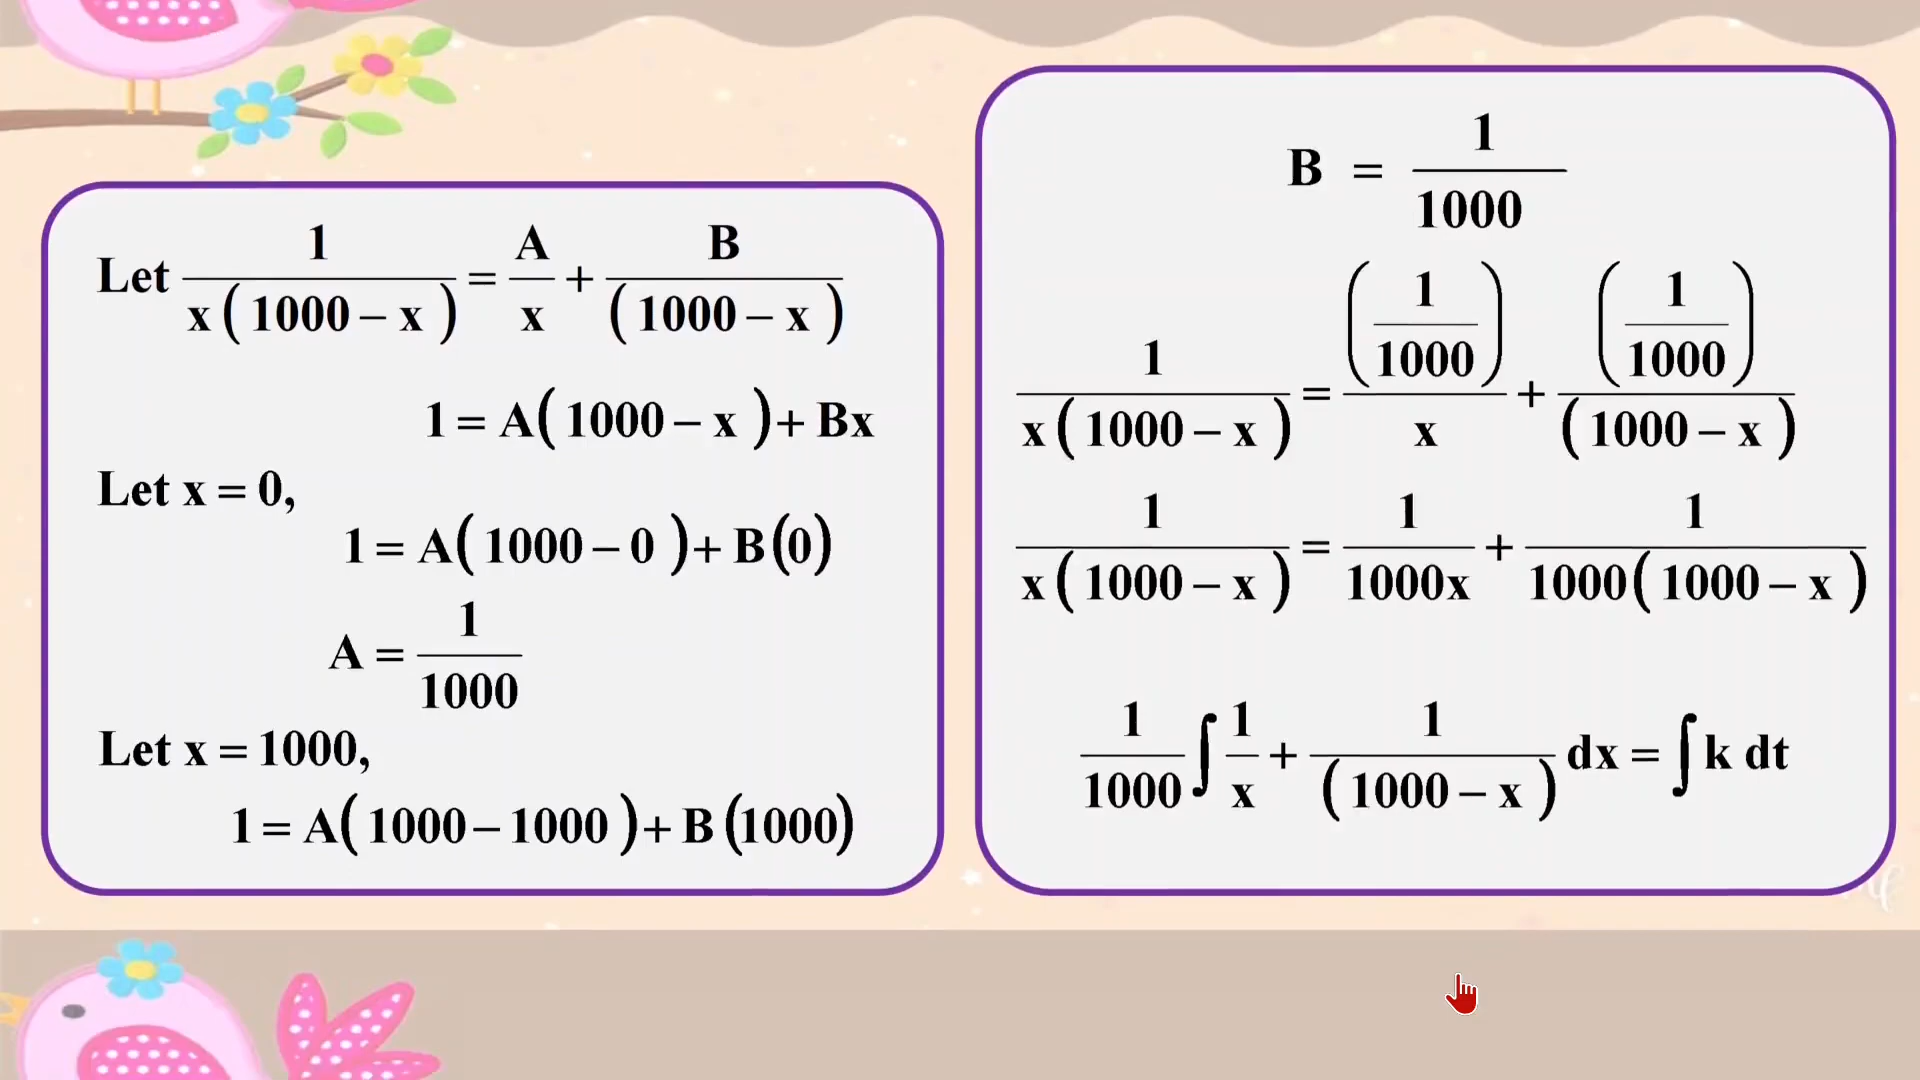 Let 1/(x(1000 – x)) = A/x + B/((1000 – x))
1 = A(1000 – x) + Bx
Let x = 0,
1 = A(1000 – 0) + B(0)
A = 1/1000
Let x = 1000,
1 = A(1000 – 1000) + B(1000)
B = 1/1000
1/(x(1000 – x)) = (1/1000)/x + (1/1000)/((1000 – x))
1/(x(1000 – x)) = 1/1000x + 1/(1000(1000 – x))
1/1000 ∫ 1/x + 1/((1000 – x)) dx = ∫ k dt